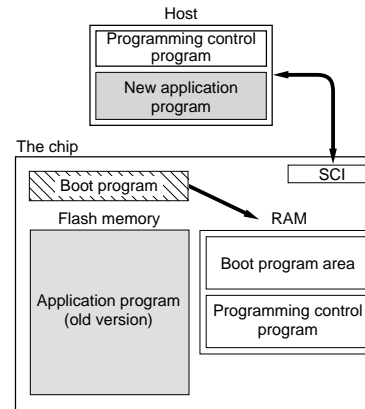 Host
Programming control
program
New application
program
The chip
SCI
Boot program
Flash memory
RAM
Application program
(old version)
Boot program area
Programming control
program